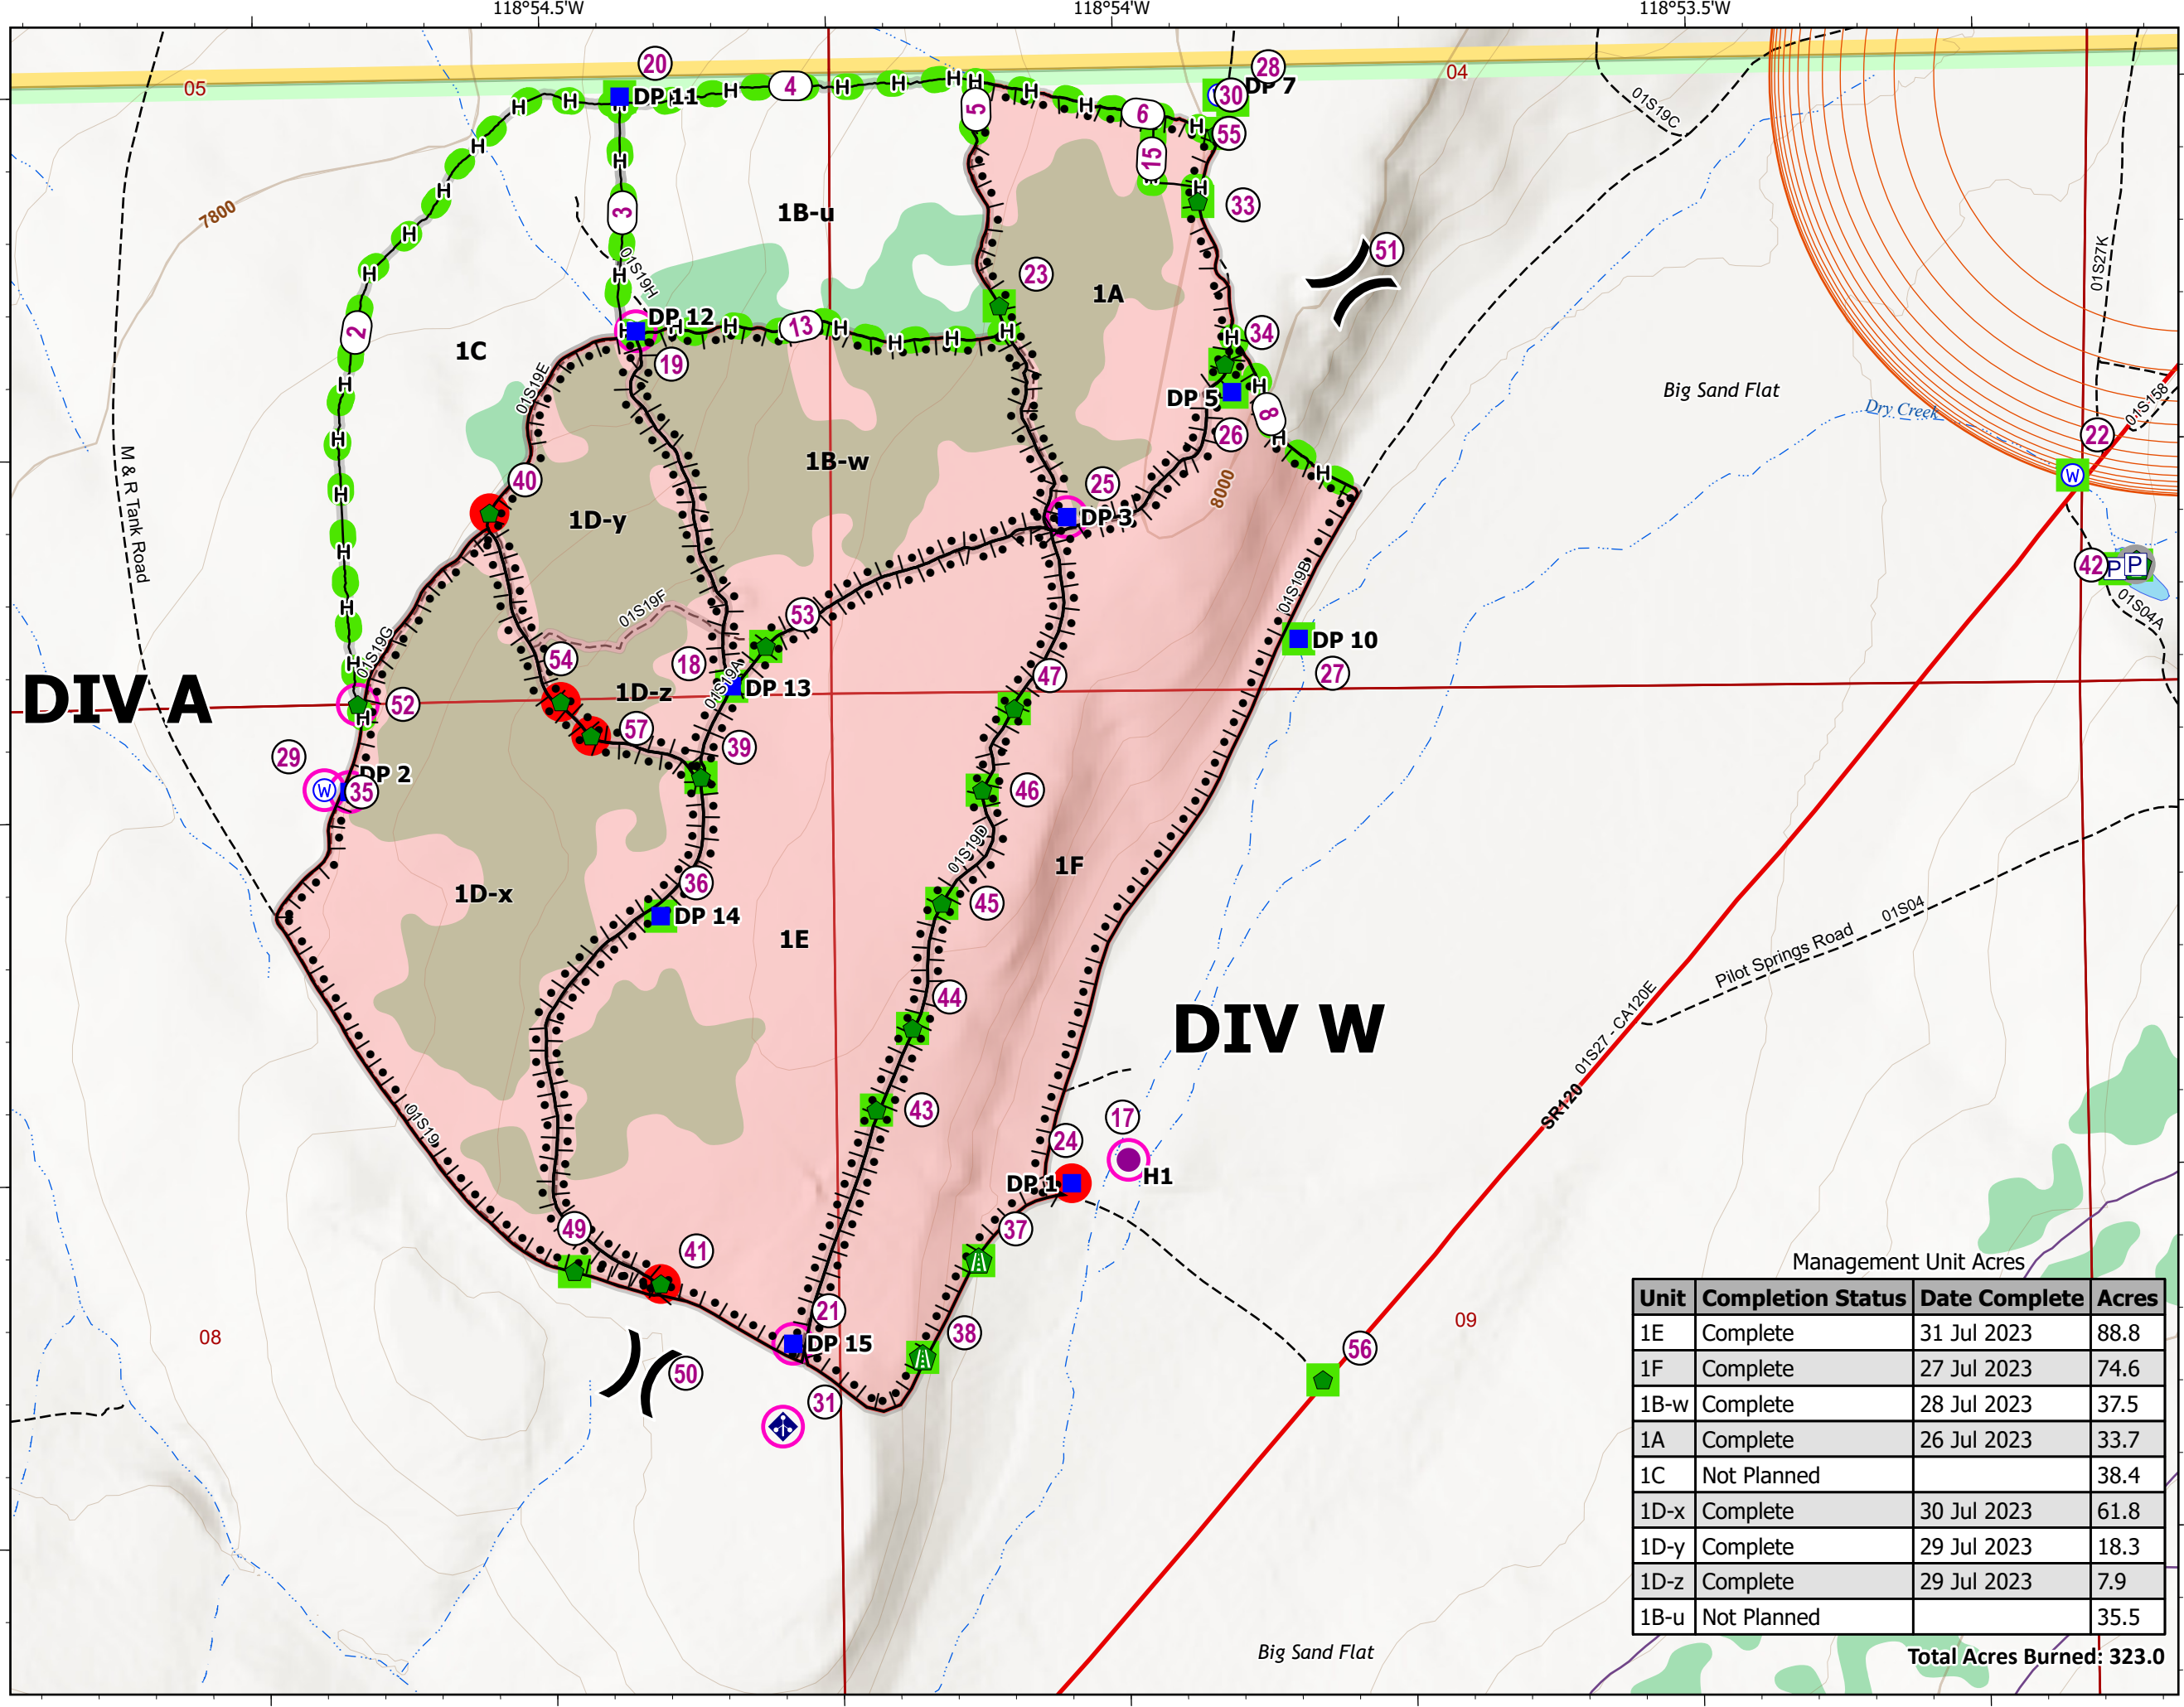 118°54.5'W
118°54'W
118°53.5'W
05
20
4
28
04
DP 11
5
6
30
DP 7
55
01S19C
15
7800
3
1B-u
33
01S27K
51
01S19H
23
1A
2
DP 12
13
34
1C
19
01S19E
DP 5
8
Big Sand Flat
Dry Creek
01S158
26
22
W
M & R Tank Road
1B-w
40
25
8000
1D-y
DP 3
01S19B
42
P
P
01S04A
01S19F
53
DP 10
01S19G
54
18
27
47
1D-z
01S19A
DP 13
DIV A
52
57
39
29
DP 2
W
35
46
01S19D
1F
36
1D-x
45
DP 14
01S04
1E
Pilot Springs Road
44
DIV W
01S27 - CA120E
SR120
43
01S19
17
24
H1
DP 1
49
37
41
21
38
DP 15
08
09
50
56
31
Big Sand Flat
Management Unit Acres
Unit Completion Status Date Complete Acres
1E Complete 31 Jul 2023 88.8
1F Complete 27 Jul 2023 74.6
1B-w Complete 28 Jul 2023 37.5
1A Complete 26 Jul 2023 33.7
1C Not Planned 38.4
1D-x Complete 30 Jul 2023 61.8
1D-y Complete 29 Jul 2023 18.3
1D-z Complete 29 Jul 2023 7.9
1B-u Not Planned 35.5
Total Acres Burned: 323.0